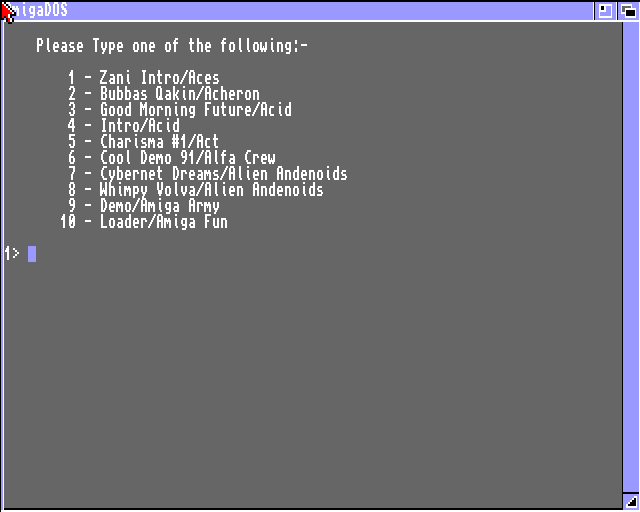 AmigaDOS
Please Type one of the following:-
1 - Zani Intro/Aces
2 - Bubbas Qakin/Acheron
3 - Good Morning Future/Acid
4 - Intro/Acid
5 - Charisma #1/Act
6 - Cool Demo 91/Alfa Crew
7 - Cybernet Dreams/Alien Andenoids
8 - Whimpy Volva/Alien Andenoids
9 - Demo/Amiga Army
10 - Loader/Amiga Fun
1>